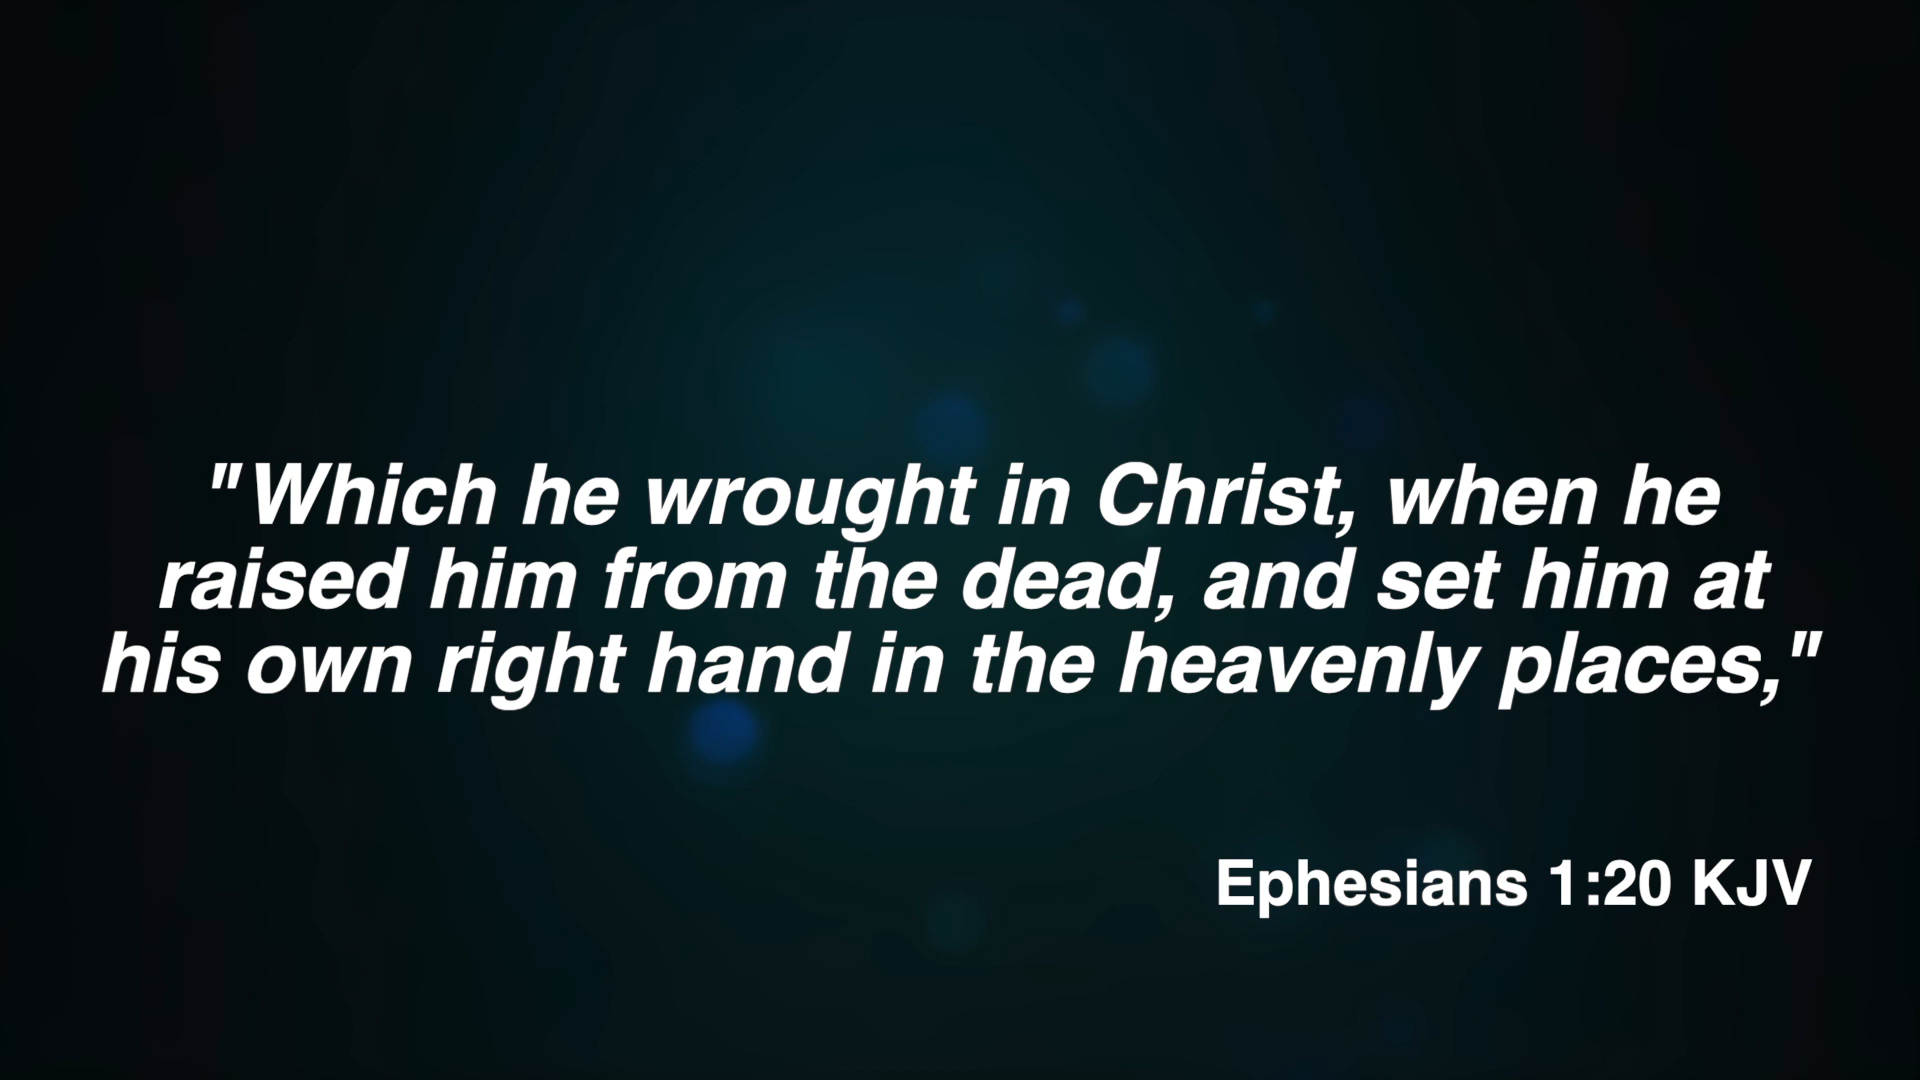 "Which he wrought in Christ, when he
raised him from the dead, and set him at
his own right hand in the heavenly places,"
Ephesians 1:20 KJV